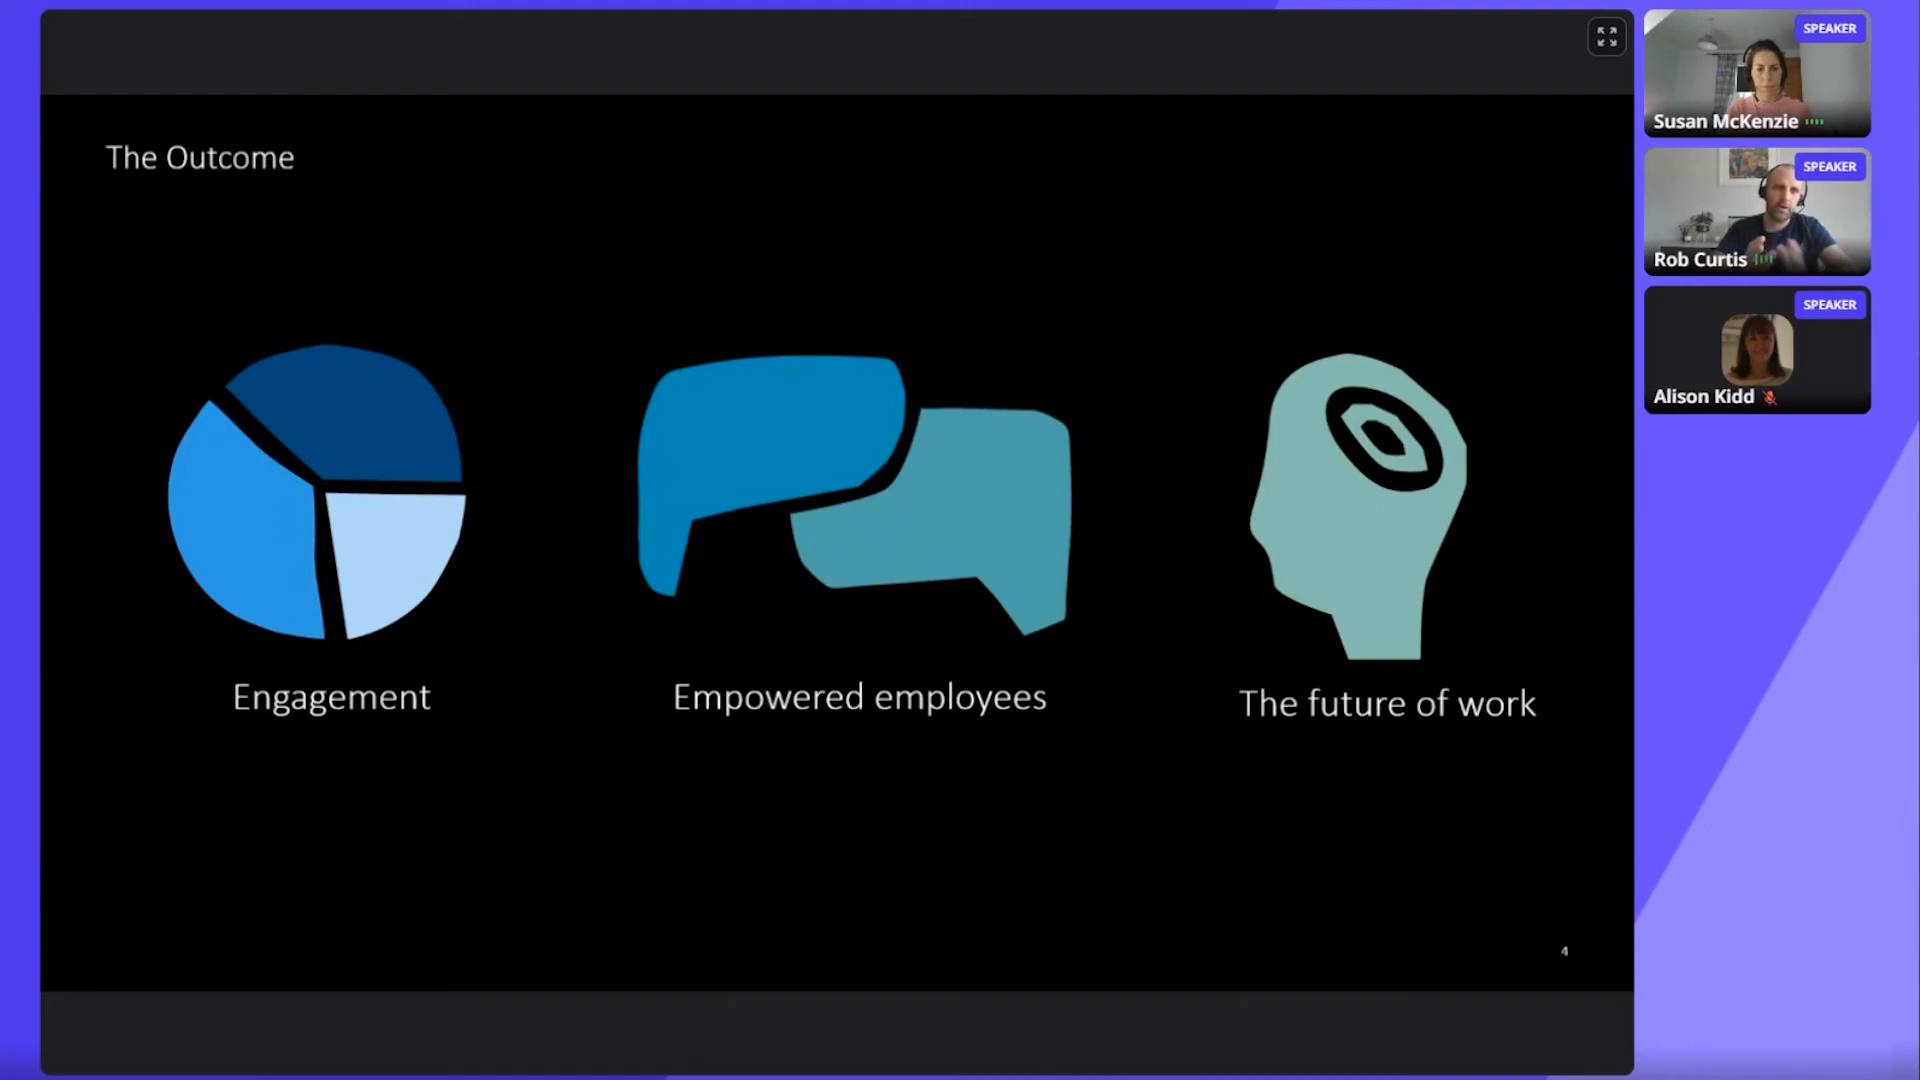 The Outcome
Engagement
Empowered employees
The future of work
4
SPEAKER
Susan McKenzie
SPEAKER
Rob Curtis
SPEAKER
Alison Kidd